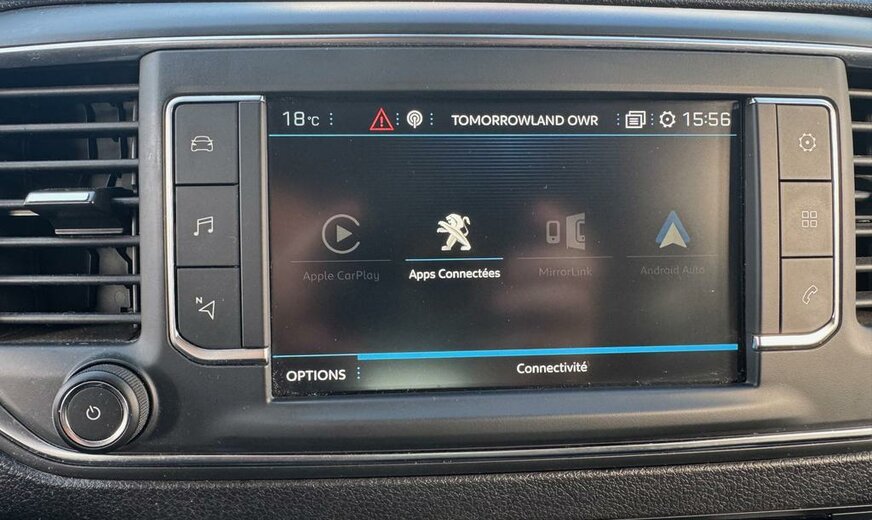 18 °C
TOMORROWLAND OWR
15:56
Apple CarPlay
Apps Connectées
MirrorLink
Android Auto
N
OPTIONS
Connectivité